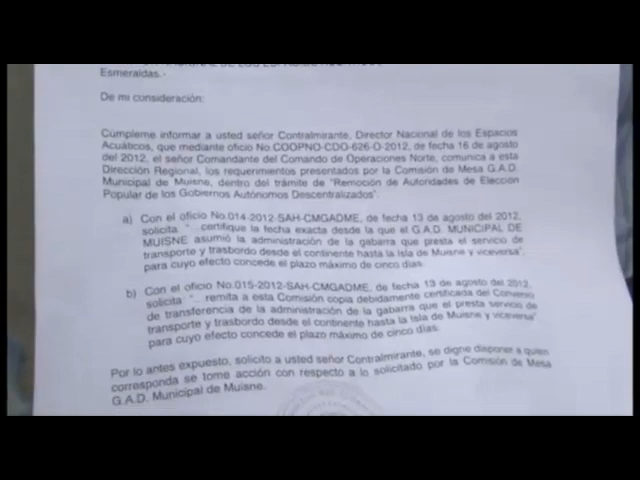 NACIONAL DE LOS
Esmeraldas.-
De mi consideración:
Cúmpleme informar a usted señor Contralmirante, Director Nacional de los Espacios
Acuáticos, que mediante oficio No.COOPNO-CDO-626-O-2012, de fecha 16 de agosto
del 2012, el señor Comandante del Comando de Operaciones Norte, comunica a esta
Dirección Regional, los requerimientos presentados por la Comisión de Mesa G.A.D.
Municipal de Muisne, dentro del trámite de "Remoción de Autoridades de Elección
Popular de los Gobiernos Autónomos Descentralizados".
a) Con el oficio No.014-2012-SAH-CMGADME, de fecha 13 de agosto del 2012,
solicita: "... certifique la fecha exacta desde la que el G.A.D. MUNICIPAL DE
MUISNE asumió la administración de la gabarra que presta el servicio de
transporte y trasbordo desde el continente hasta la Isla de Muisne y viceversa",
para cuyo efecto concede el plazo máximo de cinco días.
b) Con el oficio No.015-2012-SAH-CMGADME, de fecha 13 de agosto del 2012,
solicita: "... remita a esta Comisión copia debidamente certificada del Convenio
de transferencia de la administración de la gabarra que presta el servicio de
transporte y trasbordo desde el continente hasta la Isla de Muisne y viceversa"
para cuyo efecto concede el plazo máximo de cinco días.
Por lo antes expuesto, solicito a usted señor Contralmirante, se digne disponer a quien
corresponda se tome acción con respecto a lo solicitado por la Comisión de Mesa
G.A.D. Municipal de Muisne.